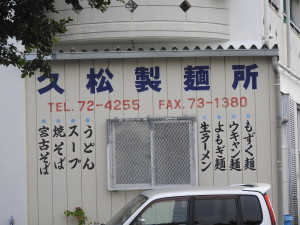 久松製麺所
TEL. 72-4255 FAX. 73-1380
もずく麺
ウキャン麺
よもぎ麺
生ラーメン
うどん
スープ
焼そば
宮古そば